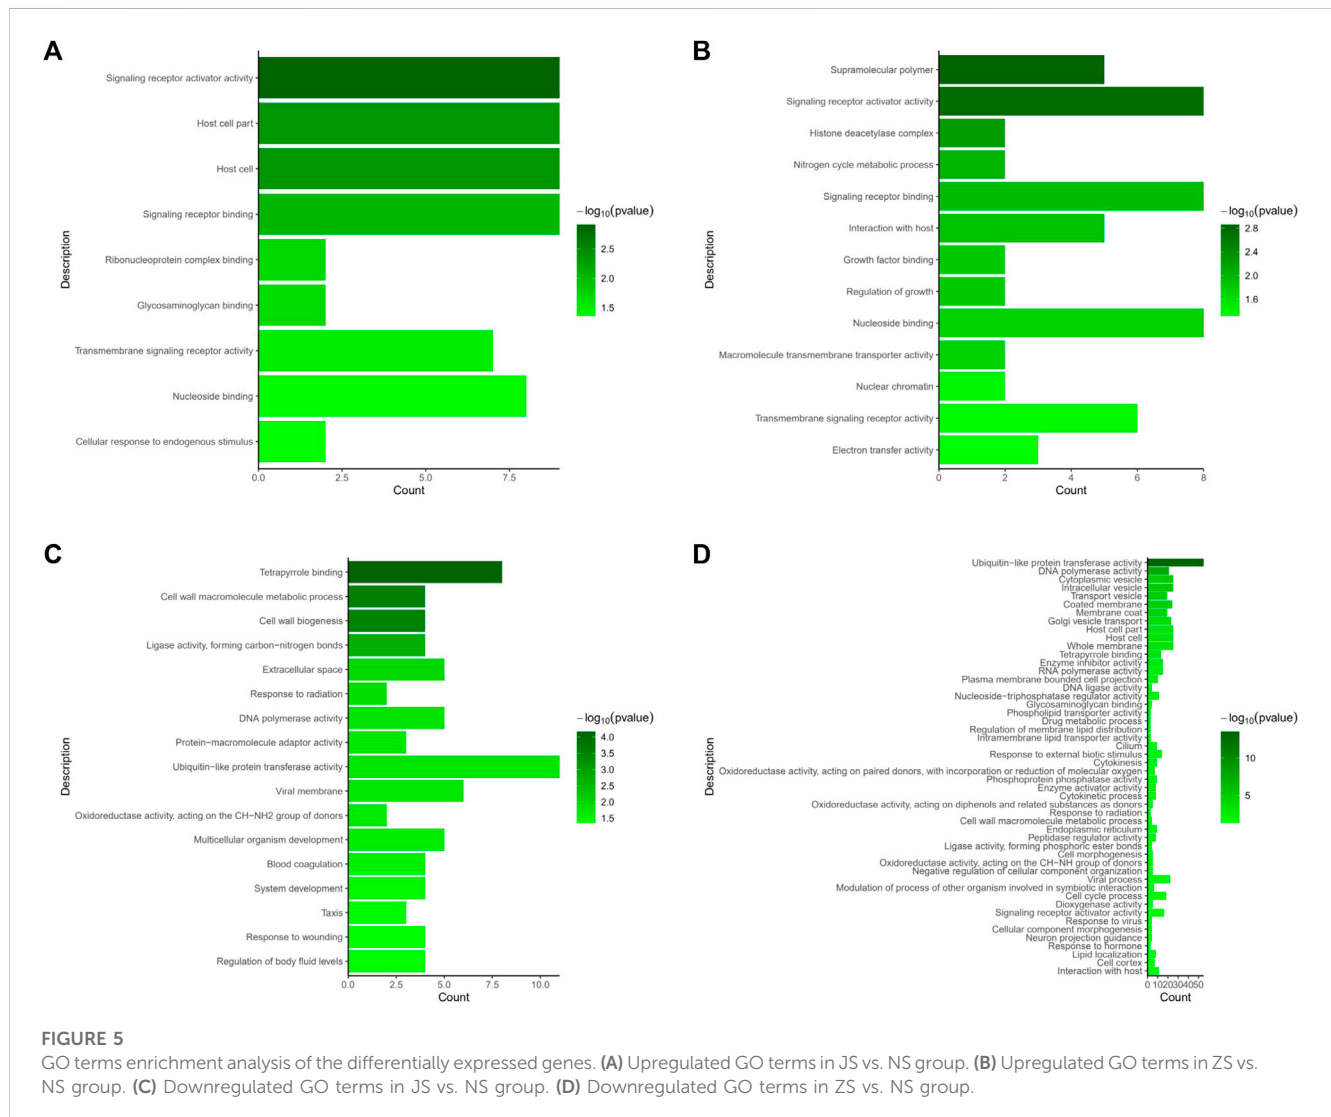 A
Signaling receptor activator activity
Host cell part
Host cell
Signaling receptor binding
Ribonucleoprotein complex binding
Glycosaminoglycan binding
Transmembrane signaling receptor activity
Nucleoside binding
Cellular response to endogenous stimulus
Description
0.0 2.5 5.0 7.5
Count
−log10(pvalue)
2.5
2.0
1.5
B
Supramolecular polymer
Signaling receptor activator activity
Histone deacetylase complex
Nitrogen cycle metabolic process
Signaling receptor binding
Interaction with host
Growth factor binding
Regulation of growth
Nucleoside binding
Macromolecule transmembrane transporter activity
Nuclear chromatin
Transmembrane signaling receptor activity
Electron transfer activity
Description
0 2 4 6 8
Count
−log10(pvalue)
2.8
2.4
2.0
1.6
C
Tetrapyrrole binding
Cell wall macromolecule metabolic process
Cell wall biogenesis
Ligase activity, forming carbon−nitrogen bonds
Extracellular space
Response to radiation
DNA polymerase activity
Protein−macromolecule adaptor activity
Ubiquitin−like protein transferase activity
Viral membrane
Oxidoreductase activity, acting on the CH−NH2 group of donors
Multicellular organism development
Blood coagulation
System development
Taxis
Response to wounding
Regulation of body fluid levels
Description
0.0 2.5 5.0 7.5 10.0
Count
−log10(pvalue)
4.0
3.5
3.0
2.5
2.0
1.5
D
Ubiquitin−like protein transferase activity
DNA polymerase activity
Cytoplasmic vesicle
Intracellular vesicle
Transport vesicle
Coated membrane
Membrane coat
Golgi vesicle transport
Host cell part
Host cell
Whole membrane
Tetrapyrrole binding
Enzyme inhibitor activity
RNA polymerase activity
Plasma membrane bounded cell projection
DNA ligase activity
Nucleoside−triphosphatase regulator activity
Glycosaminoglycan binding
Phospholipid transporter activity
Drug metabolic process
Regulation of membrane lipid distribution
Intramembrane lipid transporter activity
Cilium
Response to external biotic stimulus
Cytokinesis
Oxidoreductase activity, acting on paired donors, with incorporation or reduction of molecular oxygen
Phosphoprotein phosphatase activity
Enzyme activator activity
Cytokinetic process
Oxidoreductase activity, acting on diphenols and related substances as donors
Response to radiation
Cell wall macromolecule metabolic process
Endoplasmic reticulum
Peptidase regulator activity
Ligase activity, forming phosphoric ester bonds
Cell morphogenesis
Oxidoreductase activity, acting on the CH−NH group of donors
Negative regulation of cellular component organization
Viral process
Modulation of process of other organism involved in symbiotic interaction
Cell cycle process
Dioxygenase activity
Signaling receptor activator activity
Response to virus
Cellular component morphogenesis
Neuron projection guidance
Response to hormone
Lipid localization
Cell cortex
Interaction with host
Description
0 10 20 30 40 50
Count
−log10(pvalue)
10
5
FIGURE 5
GO terms enrichment analysis of the differentially expressed genes. (A) Upregulated GO terms in JS vs. NS group. (B) Upregulated GO terms in ZS vs.
NS group. (C) Downregulated GO terms in JS vs. NS group. (D) Downregulated GO terms in ZS vs. NS group.